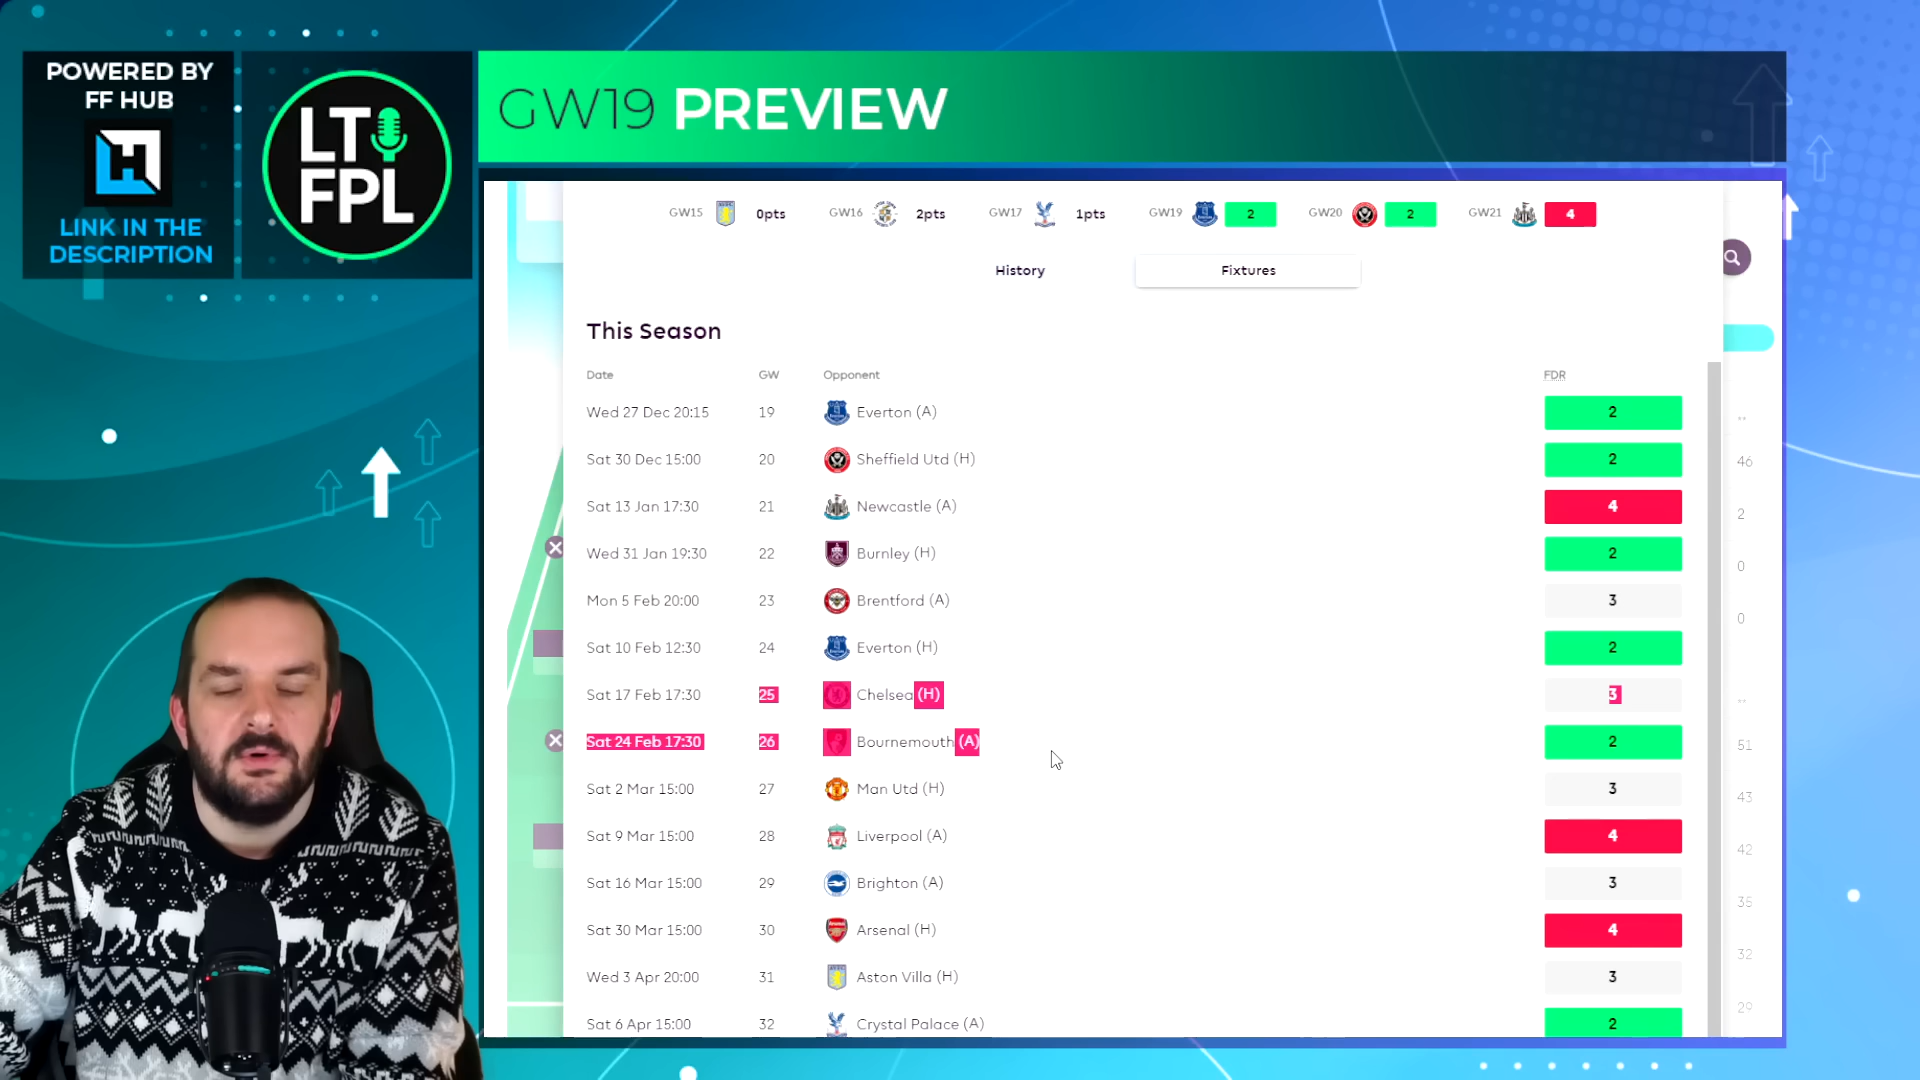 POWERED BY
FF HUB
LINK IN THE
DESCRIPTION
LT
FPL
GW19 PREVIEW
GW15 0pts GW16 2pts GW17 1pts GW19 2 GW20 2 GW21 4
History Fixtures
This Season
Date GW Opponent FDR
Wed 27 Dec 20:15 19 Everton (A) 2
Sat 30 Dec 15:00 20 Sheffield Utd (H) 2
Sat 13 Jan 17:30 21 Newcastle (A) 4
Wed 31 Jan 19:30 22 Burnley (H) 2
Mon 5 Feb 20:00 23 Brentford (A) 3
Sat 10 Feb 12:30 24 Everton (H) 2
Sat 17 Feb 17:30 25 Chelsea (H) 3
Sat 24 Feb 17:30 26 Bournemouth (A) 2
Sat 2 Mar 15:00 27 Man Utd (H) 3
Sat 9 Mar 15:00 28 Liverpool (A) 4
Sat 16 Mar 15:00 29 Brighton (A) 3
Sat 30 Mar 15:00 30 Arsenal (H) 4
Wed 3 Apr 20:00 31 Aston Villa (H) 3
Sat 6 Apr 15:00 32 Crystal Palace (A) 2
46
2
0
0
51
43
42
35
32
29